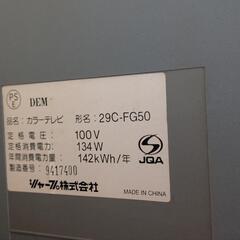 PS
E
DEM
品名：カラーテレビ 形名：29C-FG50
定格電圧： 100V
定格消費電力： 134W
年間消費電力量： 142kWh/年
製造番号： 9417400
シャープ株式会社
JQA
MADE IN CHINA